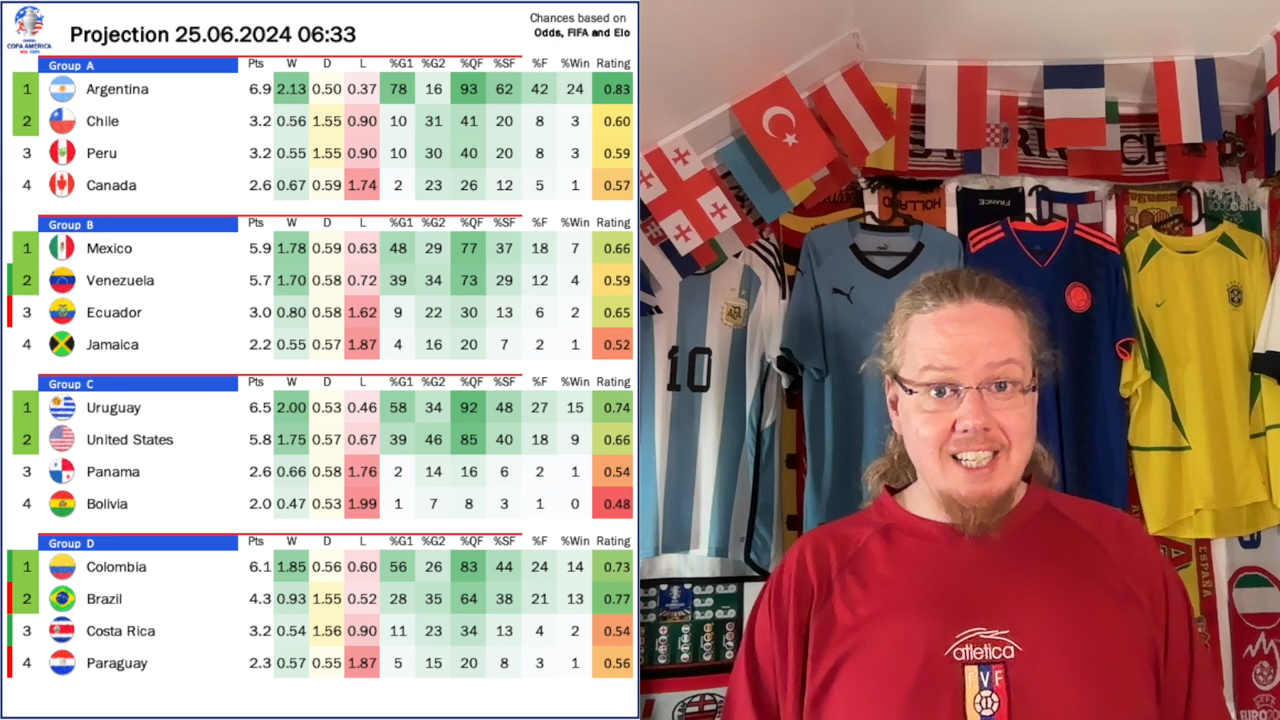 COPA AMERICA
Projection 25.06.2024 06:33
Chances based on
Odds, FIFA and Elo
Group A Pts W D L %G1 %G2 %QF %SF %F %Win Rating
1 Argentina 6.9 2.13 0.50 0.37 78 16 93 62 42 24 0.83
2 Chile 3.2 0.56 1.55 0.90 10 31 41 20 8 3 0.60
3 Peru 3.2 0.55 1.55 0.90 10 30 40 20 8 3 0.59
4 Canada 2.6 0.67 0.59 1.74 2 23 26 12 5 1 0.57
Group B Pts W D L %G1 %G2 %QF %SF %F %Win Rating
1 Mexico 5.9 1.78 0.59 0.63 48 29 77 37 18 7 0.66
2 Venezuela 5.7 1.70 0.58 0.72 39 34 73 29 12 4 0.59
3 Ecuador 3.0 0.80 0.58 1.62 9 22 30 13 6 2 0.65
4 Jamaica 2.2 0.55 0.57 1.87 4 16 20 7 2 1 0.52
Group C Pts W D L %G1 %G2 %QF %SF %F %Win Rating
1 Uruguay 6.5 2.00 0.53 0.46 58 34 92 48 27 15 0.74
2 United States 5.8 1.75 0.57 0.67 39 46 85 40 18 9 0.66
3 Panama 2.6 0.66 0.58 1.76 2 14 16 6 2 1 0.54
4 Bolivia 2.0 0.47 0.53 1.99 1 7 8 3 1 0 0.48
Group D Pts W D L %G1 %G2 %QF %SF %F %Win Rating
1 Colombia 6.1 1.85 0.56 0.60 56 26 83 44 24 14 0.73
2 Brazil 4.3 0.93 1.55 0.52 28 35 64 38 21 13 0.77
3 Costa Rica 3.2 0.54 1.56 0.90 11 23 34 13 4 2 0.54
4 Paraguay 2.3 0.57 0.55 1.87 5 15 20 8 3 1 0.56
HOLLAND
FRANCE
AFA
10
ESPAÑA
atletica
FVF